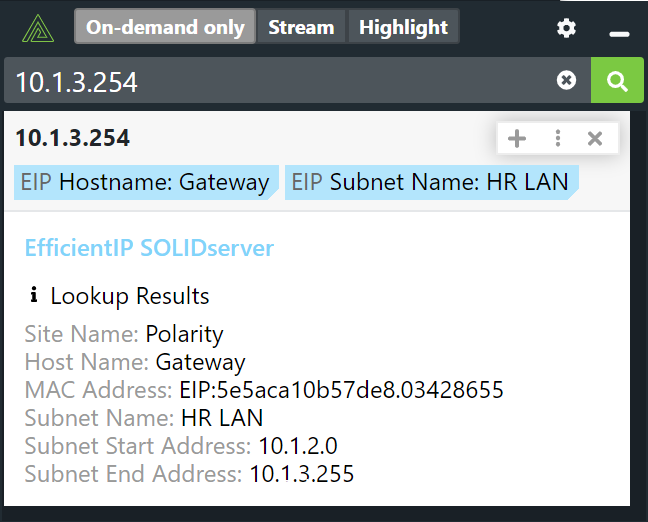 On-demand only Stream Highlight
10.1.3.254
10.1.3.254
EIP Hostname: Gateway EIP Subnet Name: HR LAN
EfficientIP SOLIDserver
Lookup Results
Site Name: Polarity
Host Name: Gateway
MAC Address: EIP:5e5aca10b57de8.03428655
Subnet Name: HR LAN
Subnet Start Address: 10.1.2.0
Subnet End Address: 10.1.3.255